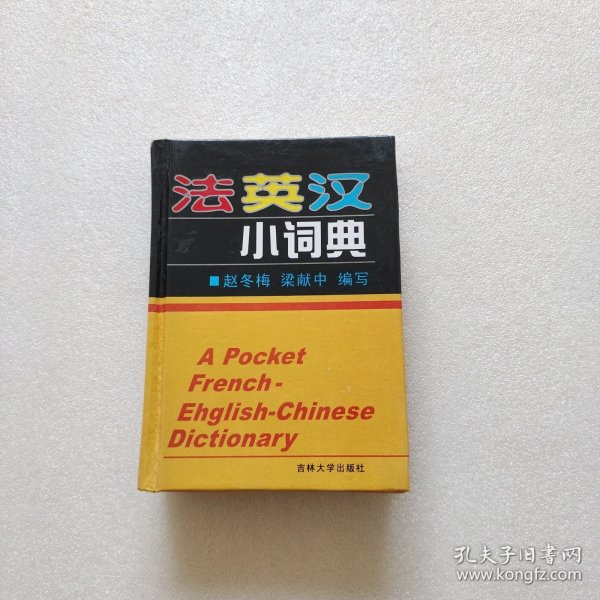 法英汉
小词典
■赵冬梅 梁献中 编写
A Pocket
French-
Ehglish-Chinese
Dictionary
吉林大学出版社
孔夫子旧书网
www.kongfz.com